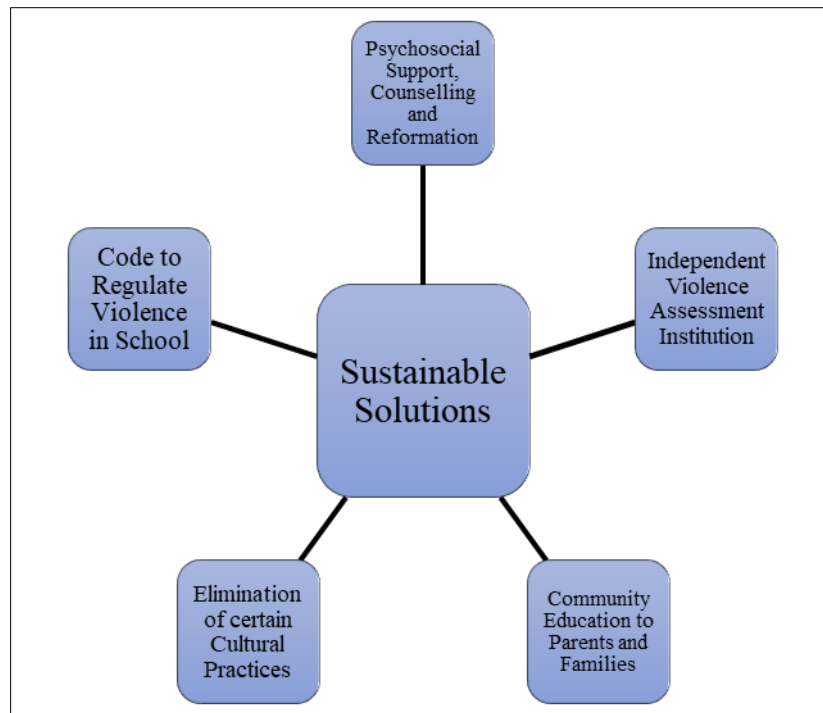 Psychosocial
Support,
Counselling
and
Reformation
Code to
Regulate
Violence
in School
Independent
Violence
Assessment
Institution
Sustainable
Solutions
Elimination
of certain
Cultural
Practices
Community
Education to
Parents and
Families